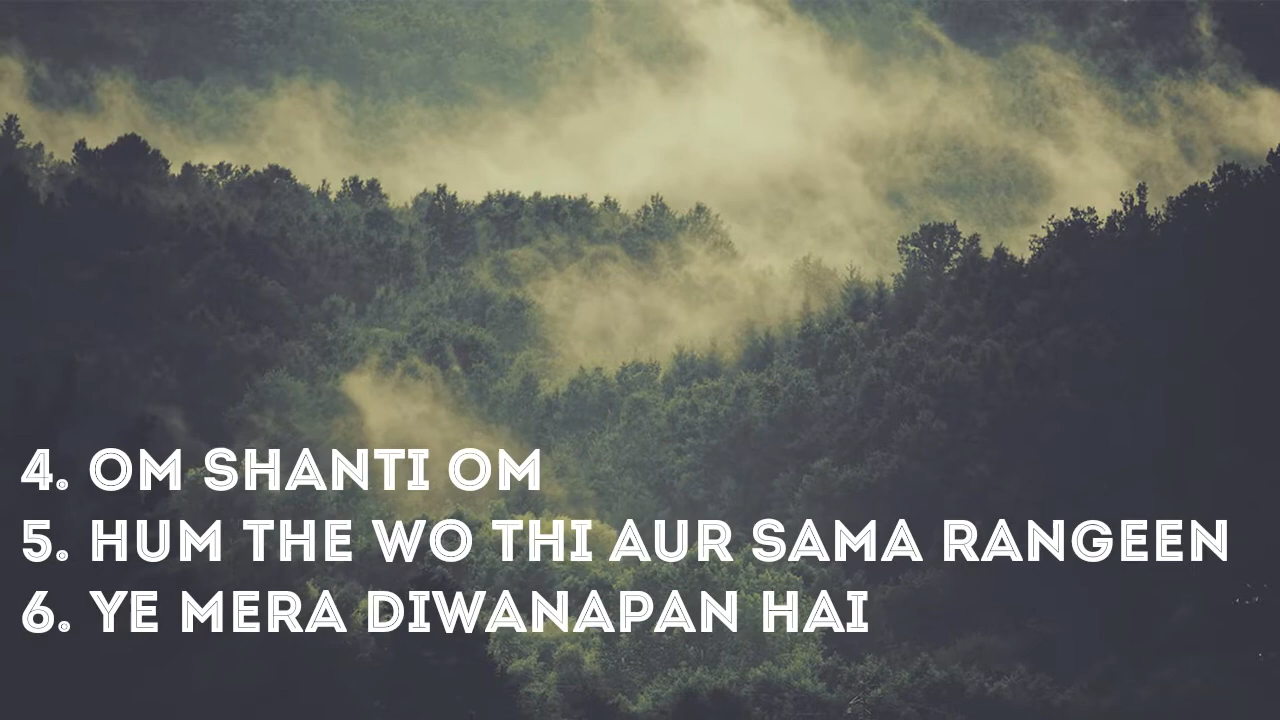 4. OM SHANTI OM
5. HUM THE WO THI AUR SAMA RANGEEN
6. YE MERA DIWANAPAN HAI